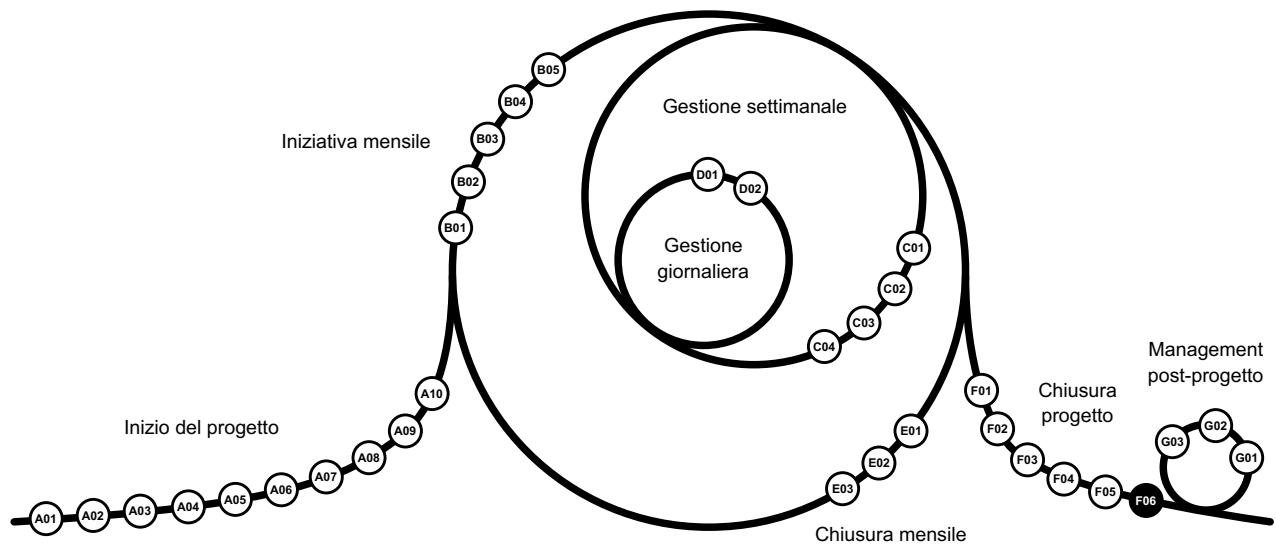 Inizio del progetto
A01
A02
A03
A04
A05
A06
A07
A08
A09
A10
Iniziativa mensile
B01
B02
B03
B04
B05
Gestione settimanale
C01
C02
C03
C04
Gestione
giornaliera
D01
D02
Chiusura mensile
E01
E02
E03
Chiusura
progetto
F01
F02
F03
F04
F05
F06
Management
post-progetto
G01
G02
G03